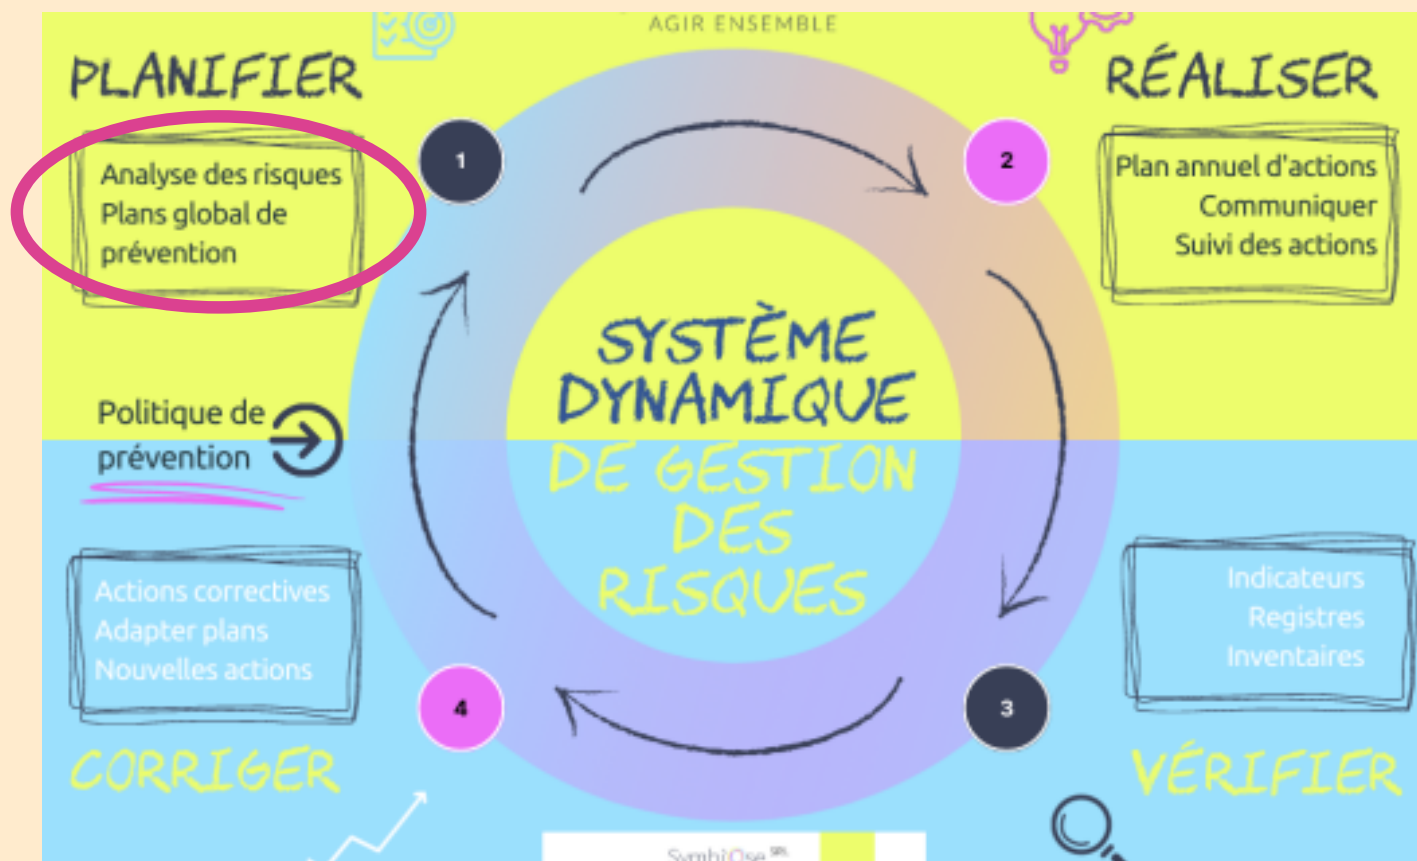 AGIR ENSEMBLE
PLANIFIER
Analyse des risques
Plans global de
prévention
1
2
RÉALISER
Plan annuel d'actions
Communiquer
Suivi des actions
SYSTÈME
DYNAMIQUE
DE GESTION
DES
RISQUES
Politique de
prévention
Actions correctives
Adapter plans
Nouvelles actions
CORRIGER
4
3
Indicateurs
Registres
Inventaires
VÉRIFIER
SymbiOse SRL